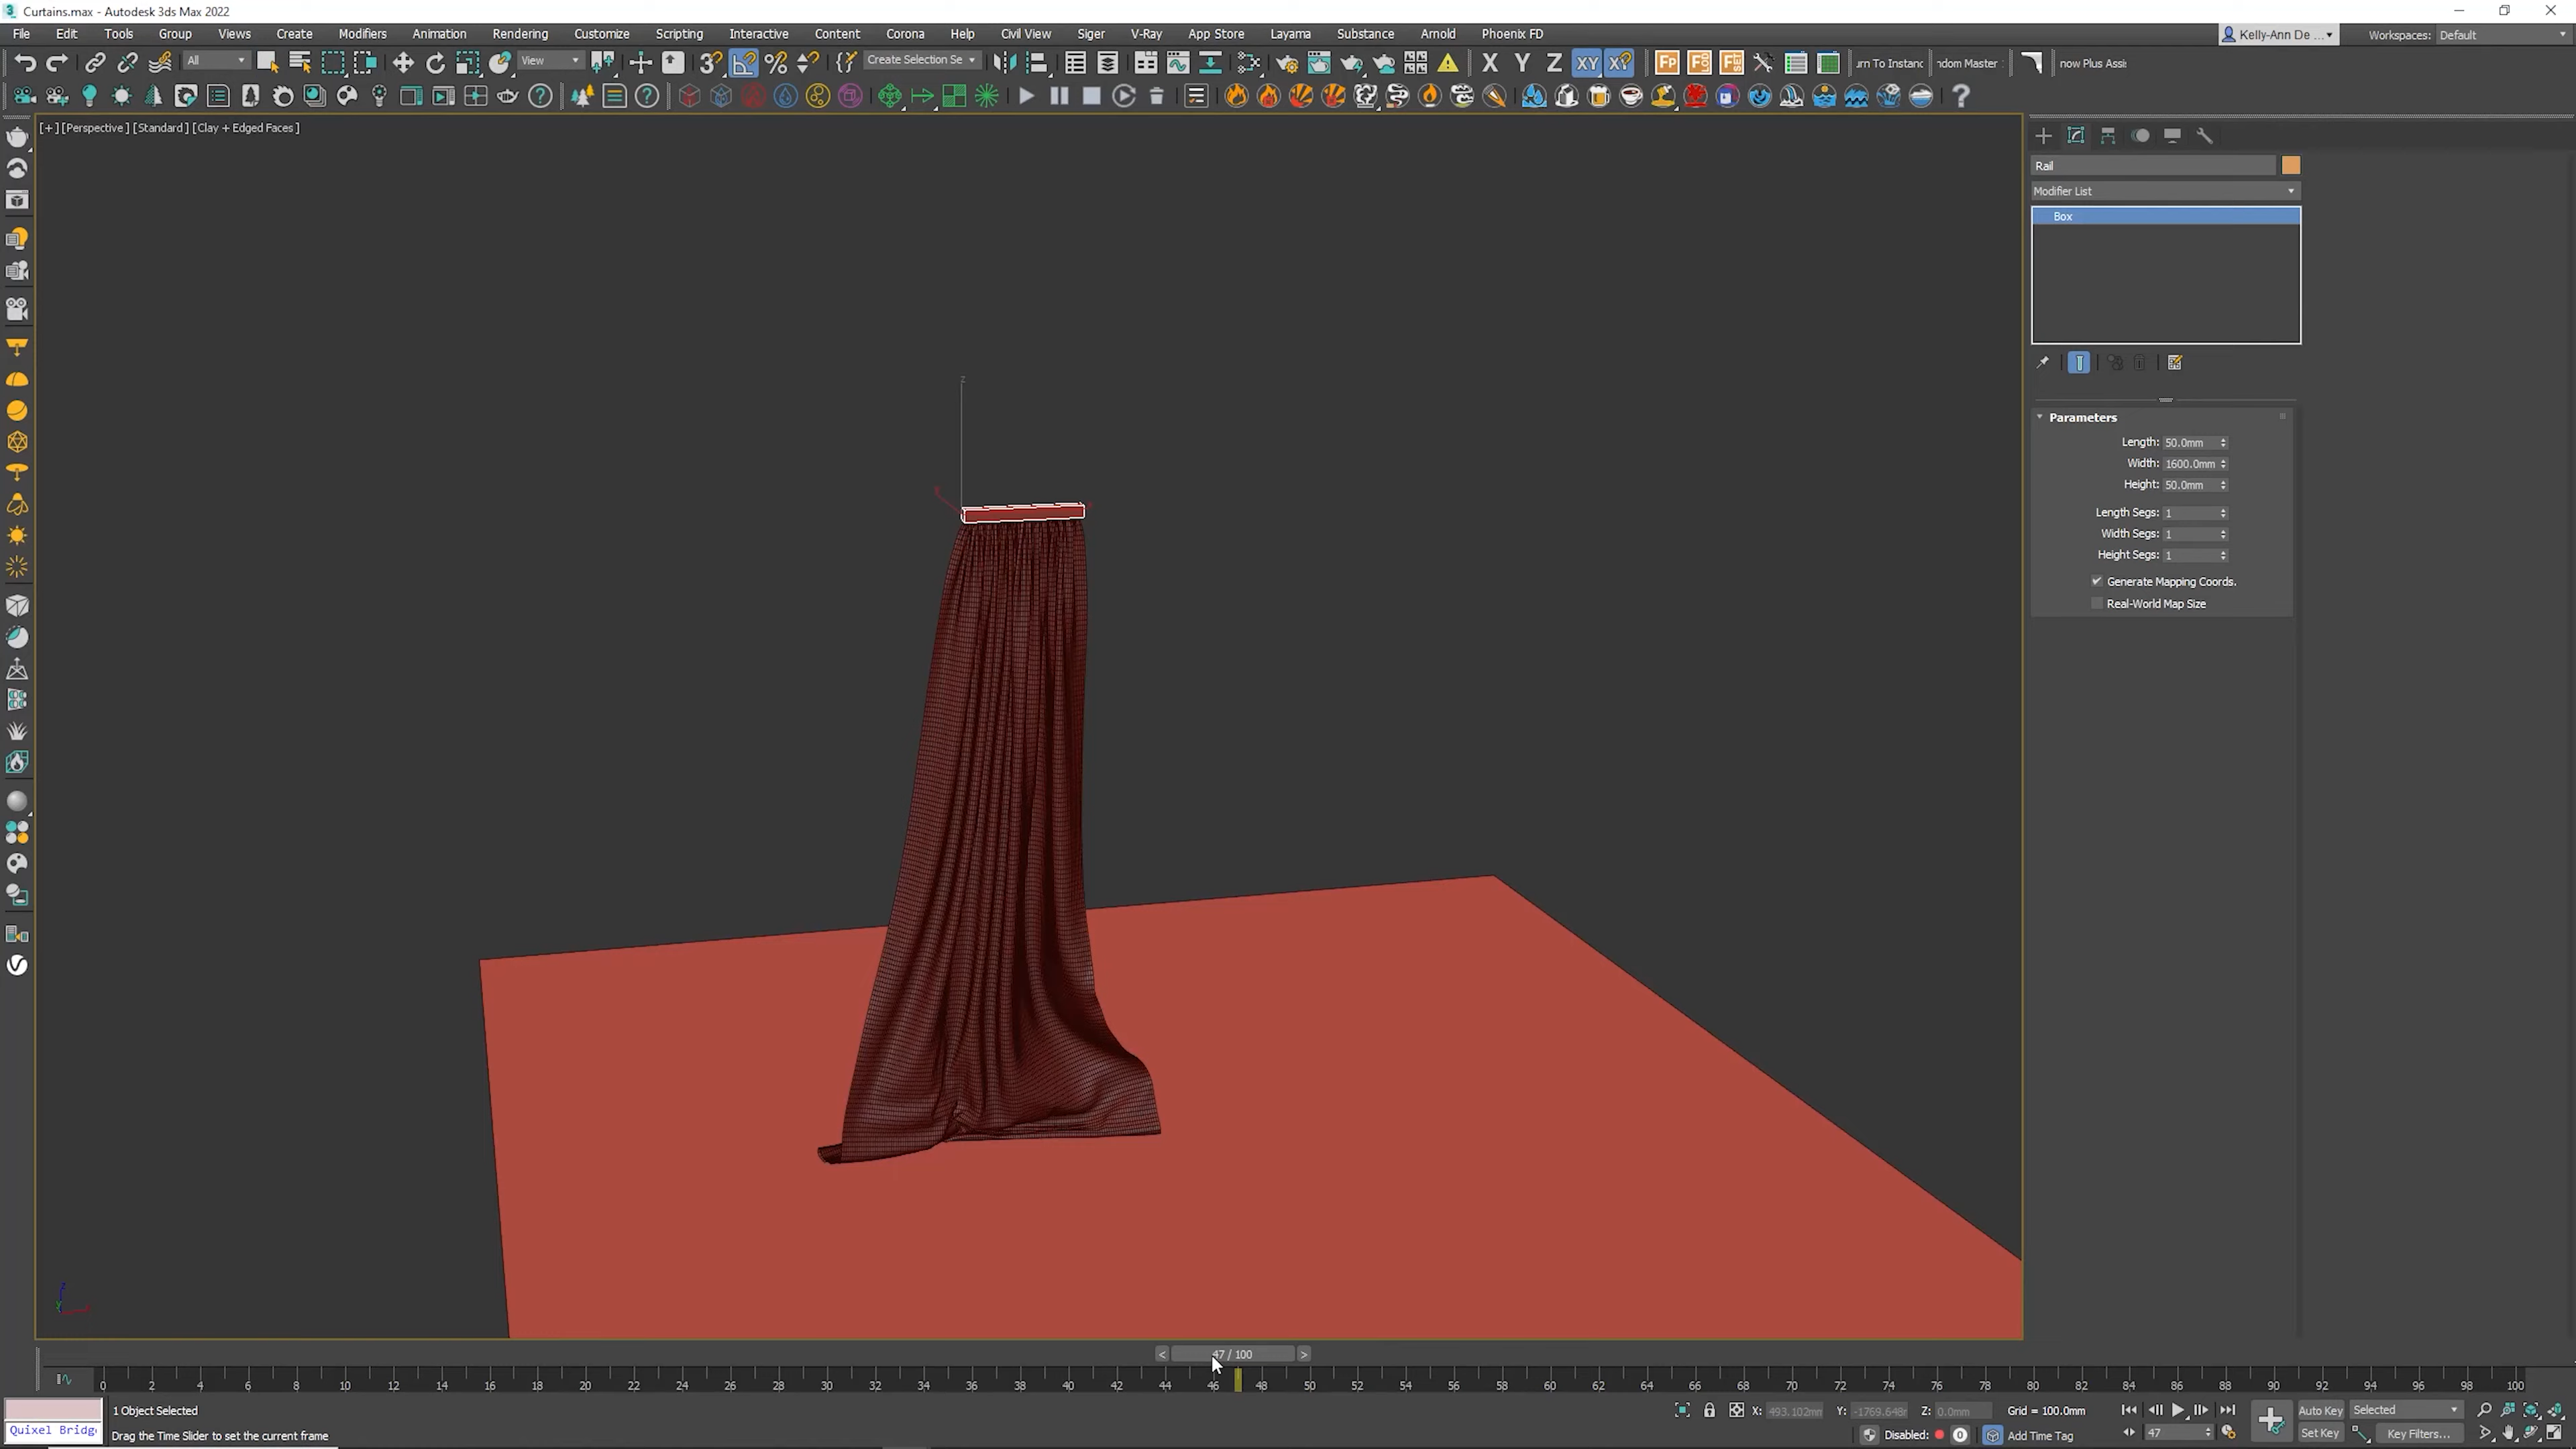 Curtains.max - Autodesk 3ds Max 2022
File Edit Tools Group Views Create Modifiers Animation Rendering Customize Scripting Interactive Content Corona Help Civil View Siger V-Ray App Store Layama Substance Arnold Phoenix FD
Kelly-Ann De ... Workspaces: Default
All View Create Selection Se X Y Z XY urn To Instanc ndom Master now Plus Assi
[+] [Perspective ] [Standard ] [Clay + Edged Faces ]
Rail
Modifier List
Box
Parameters
Length: 50.0mm
Width: 1600.0mm
Height: 50.0mm
Length Segs: 1
Width Segs: 1
Height Segs: 1
Generate Mapping Coords.
Real-World Map Size
< 47 / 100 >
0 2 4 6 8 10 12 14 16 18 20 22 24 26 28 30 32 34 36 38 40 42 44 46 48 50 52 54 56 58 60 62 64 66 68 70 72 74 76 78 80 82 84 86 88 90 92 94 96 98 100
1 Object Selected X: 493.102mm Y: -1769.648m Z: 0.0mm Grid = 100.0mm Auto Key Selected
Quixel Bridg Drag the Time Slider to set the current frame Disabled: 0 Add Time Tag 47 Set Key Key Filters...